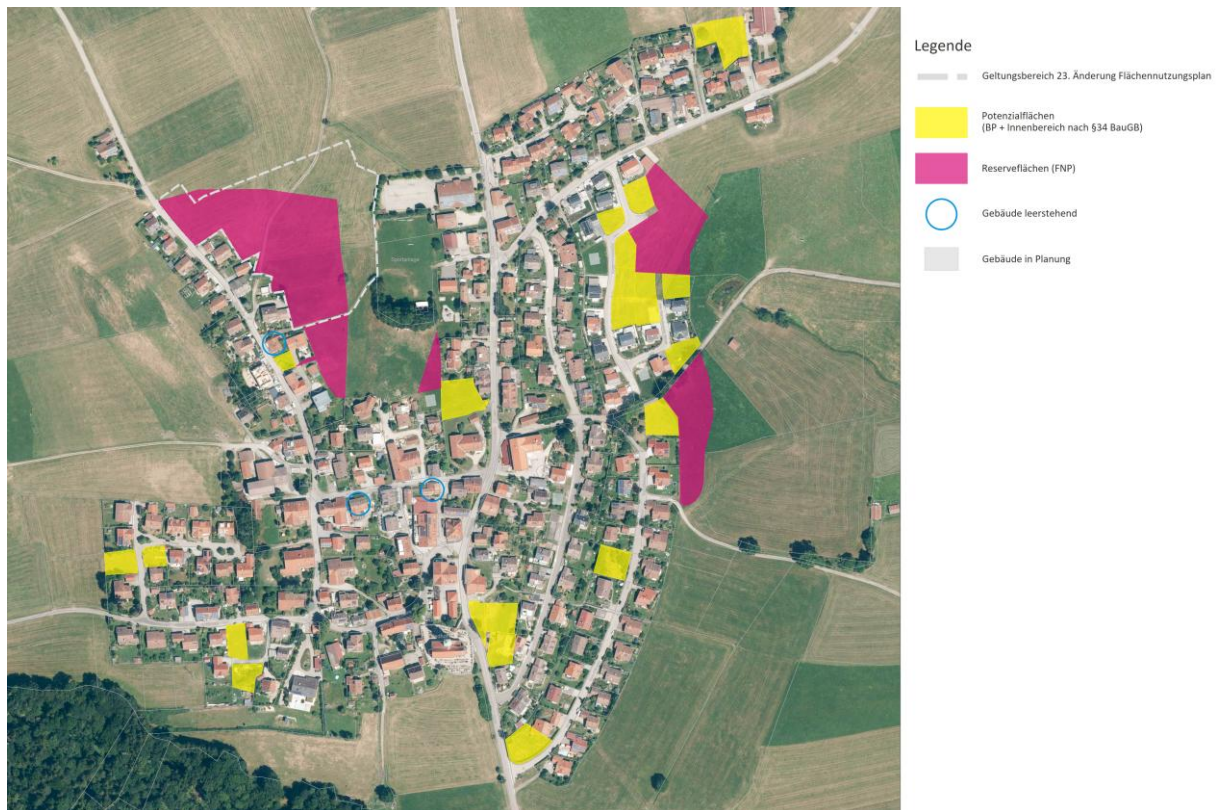 Legende
Geltungsbereich 23. Änderung Flächennutzungsplan
Potenzialflächen
(BP + Innenbereich nach §34 BauGB)
Reserveflächen (FNP)
Gebäude leerstehend
Gebäude in Planung